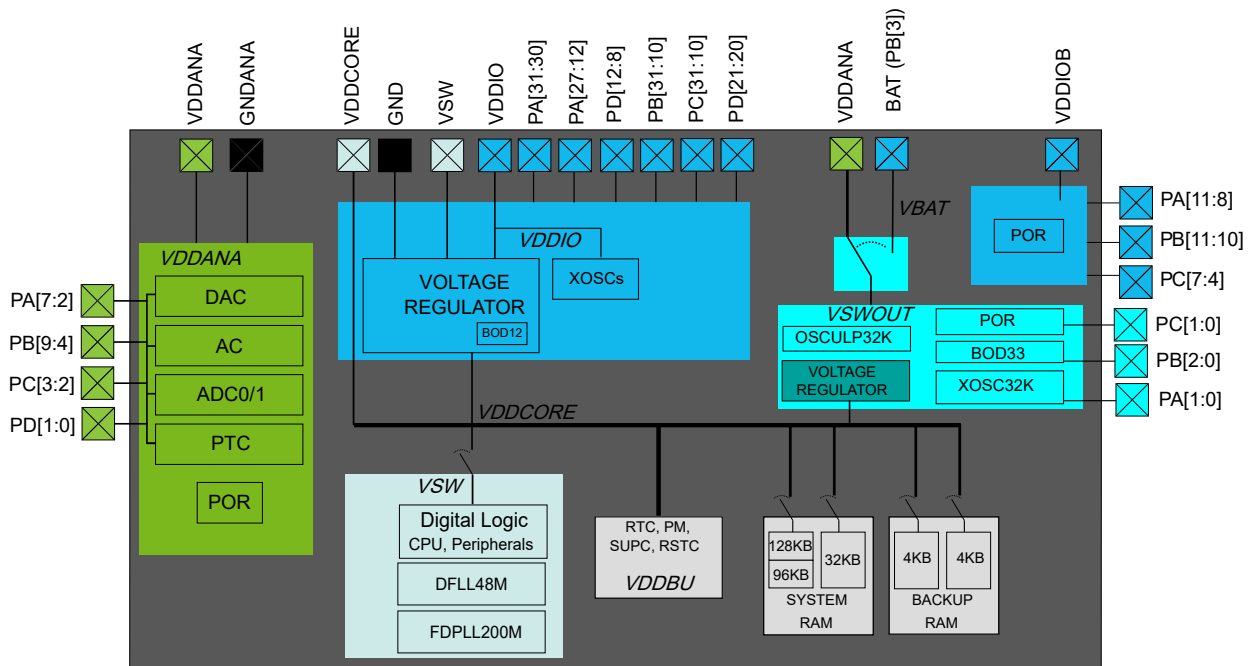 VDDANA
GNDANA
VDDCORE
GND
VSW
VDDIO
PA[31:30]
PA[27:12]
PD[12:8]
PB[31:10]
PC[31:10]
PD[21:20]
VDDANA
BAT (PB[3])
VDDIOB
VDDANA
DAC
AC
ADC0/1
PTC
POR
PA[7:2]
PB[9:4]
PC[3:2]
PD[1:0]
VDDIO
VOLTAGE
REGULATOR
BOD12
XOSCs
VBAT
POR
PA[11:8]
PB[11:10]
PC[7:4]
VSWOUT
OSCULP32K
VOLTAGE
REGULATOR
POR
BOD33
XOSC32K
PC[1:0]
PB[2:0]
PA[1:0]
VDDCORE
VSW
Digital Logic
CPU, Peripherals
DFLL48M
FDPLL200M
RTC, PM,
SUPC, RSTC
VDDBU
128KB
96KB
32KB
SYSTEM
RAM
4KB
4KB
BACKUP
RAM